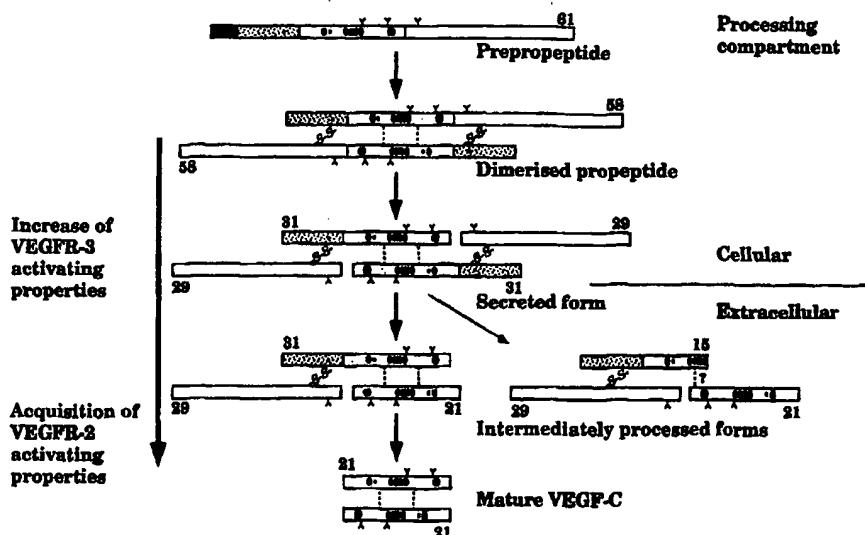 61
Processing
compartment
Prepropeptide
58
58
Dimerised propeptide
Increase of
VEGFR-3
activating
properties
31
29
29
31
Cellular
Secreted form
Extracellular
31
29
21
15
?
29
21
Intermediately processed forms
Acquisition of
VEGFR-2
activating
properties
21
21
Mature VEGF-C